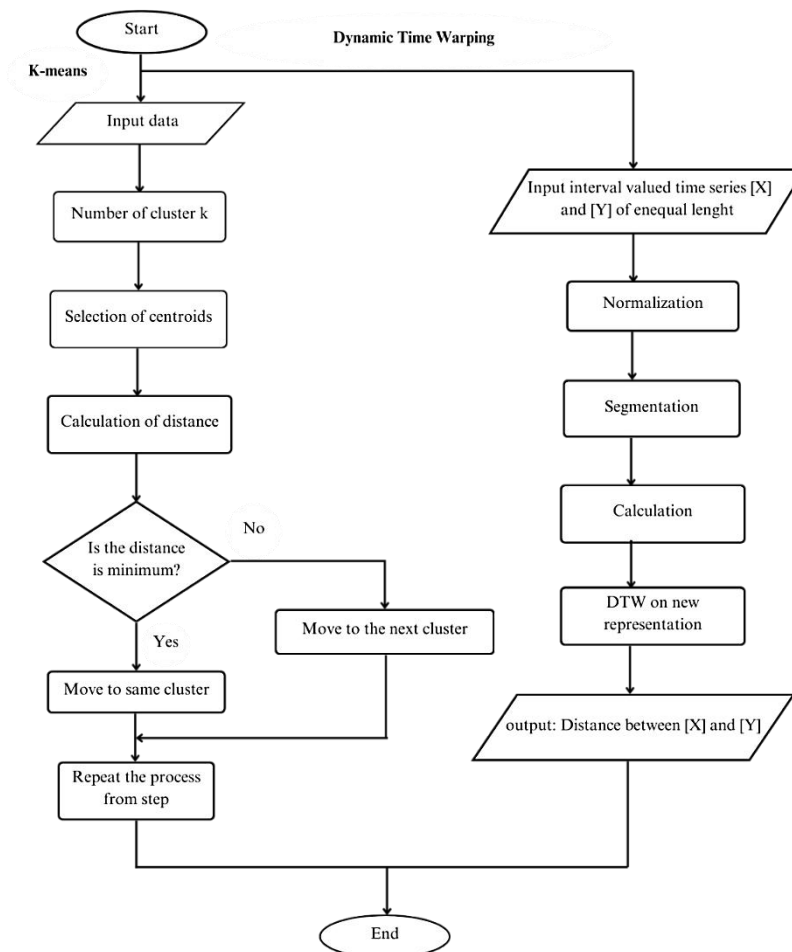 Start
Dynamic Time Warping
K-means
Input data
Number of cluster k
Selection of centroids
Calculation of distance
Is the distance
is minimum?
No
Yes
Move to the next cluster
Move to same cluster
Repeat the process
from step
Input interval valued time series [X]
and [Y] of enequal lenght
Normalization
Segmentation
Calculation
DTW on new
representation
output: Distance between [X] and [Y]
End